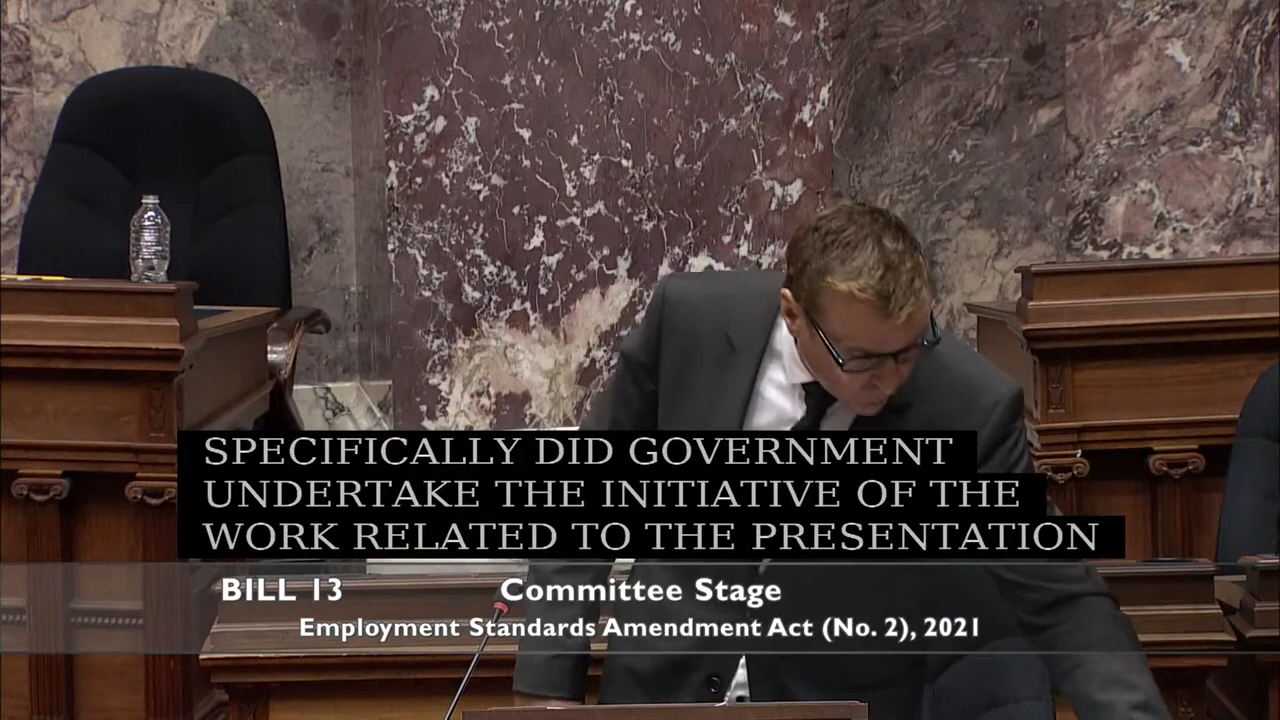 SPECIFICALLY DID GOVERNMENT
UNDERTAKE THE INITIATIVE OF THE
WORK RELATED TO THE PRESENTATION
BILL 13 Committee Stage
Employment Standards Amendment Act (No. 2), 2021